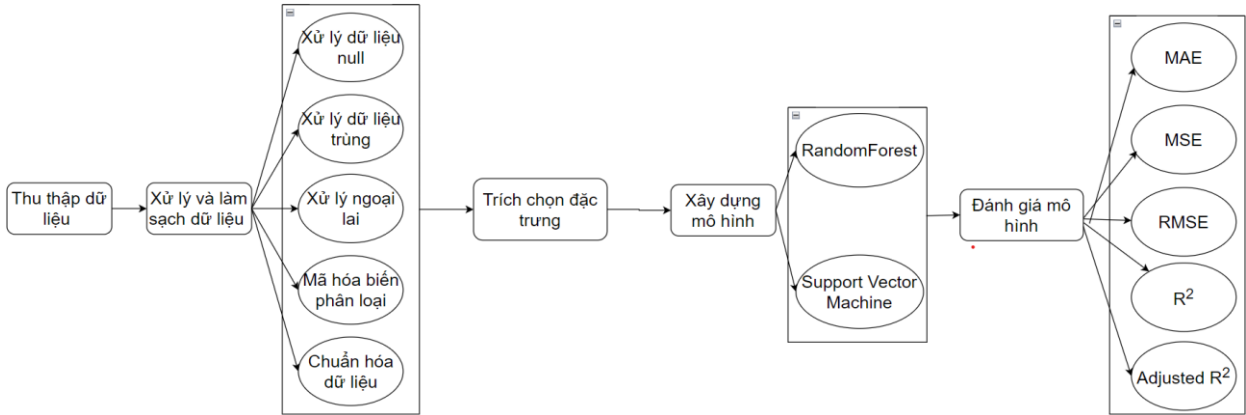 Thu thập dữ
liệu
Xử lý và làm
sạch dữ liệu
Xử lý dữ liệu
null
Xử lý dữ liệu
trùng
Xử lý ngoại
lai
Mã hóa biến
phân loại
Chuẩn hóa
dữ liệu
Trích chọn đặc
trưng
Xây dựng
mô hình
RandomForest
Support Vector
Machine
Đánh giá mô
hình
MAE
MSE
RMSE
R²
Adjusted R²